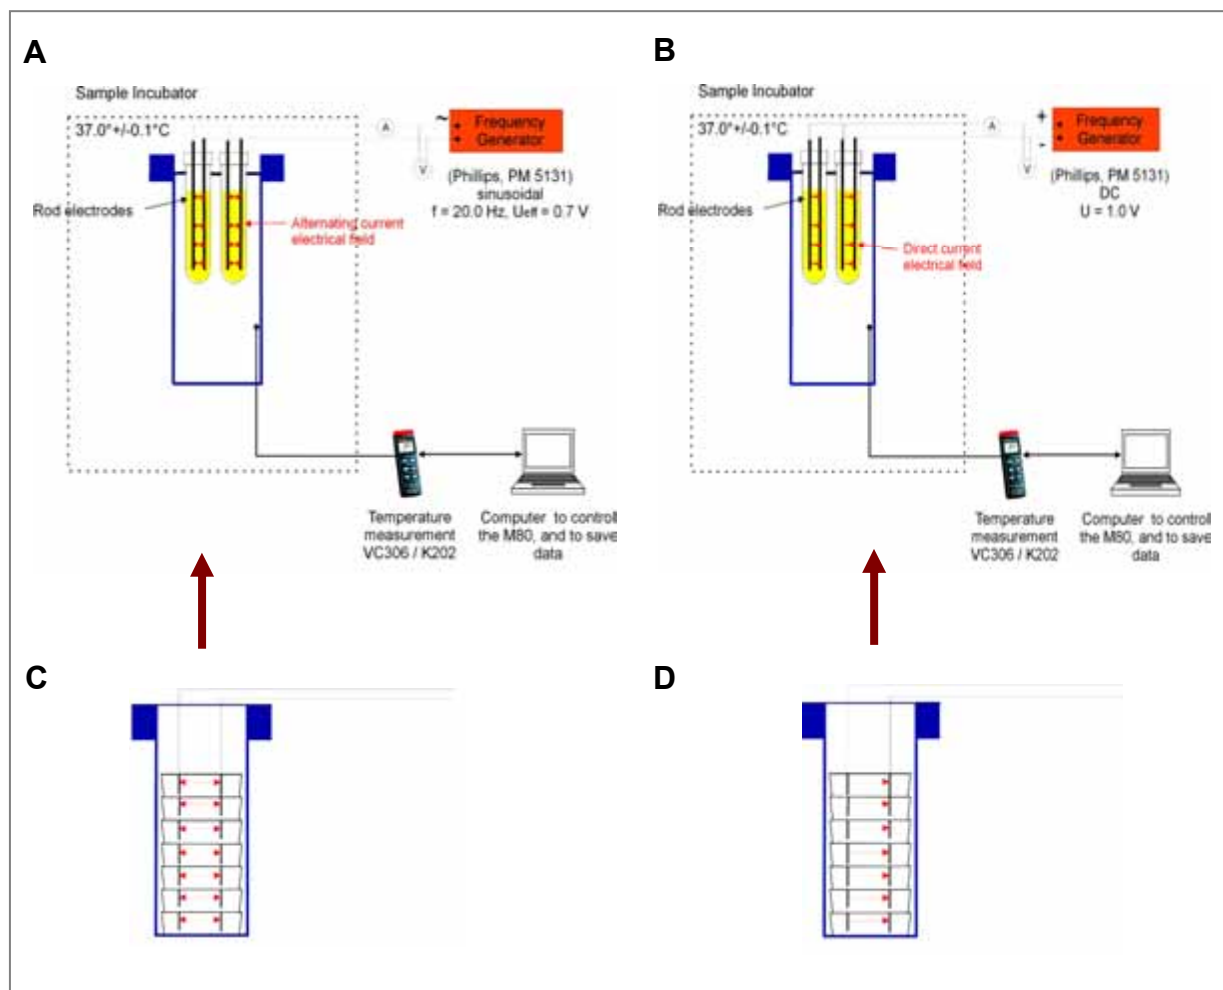 A
Sample Incubator
37.0°+/-0.1°C
A
V
~
+
+
Frequency
Generator
(Phillips, PM 5131)
sinusoidal
f = 20.0 Hz, Ueff = 0.7 V
Rod electrodes
Alternating current
electrical field
Temperature
measurement
VC306 / K202
Computer to control
the M80, and to save
data
B
Sample Incubator
37.0°+/-0.1°C
A
V
+
-
Frequency
Generator
(Phillips, PM 5131)
DC
U = 1.0 V
Rod electrodes
Direct current
electrical field
Temperature
measurement
VC306 / K202
Computer to control
the M80, and to save
data
C
D